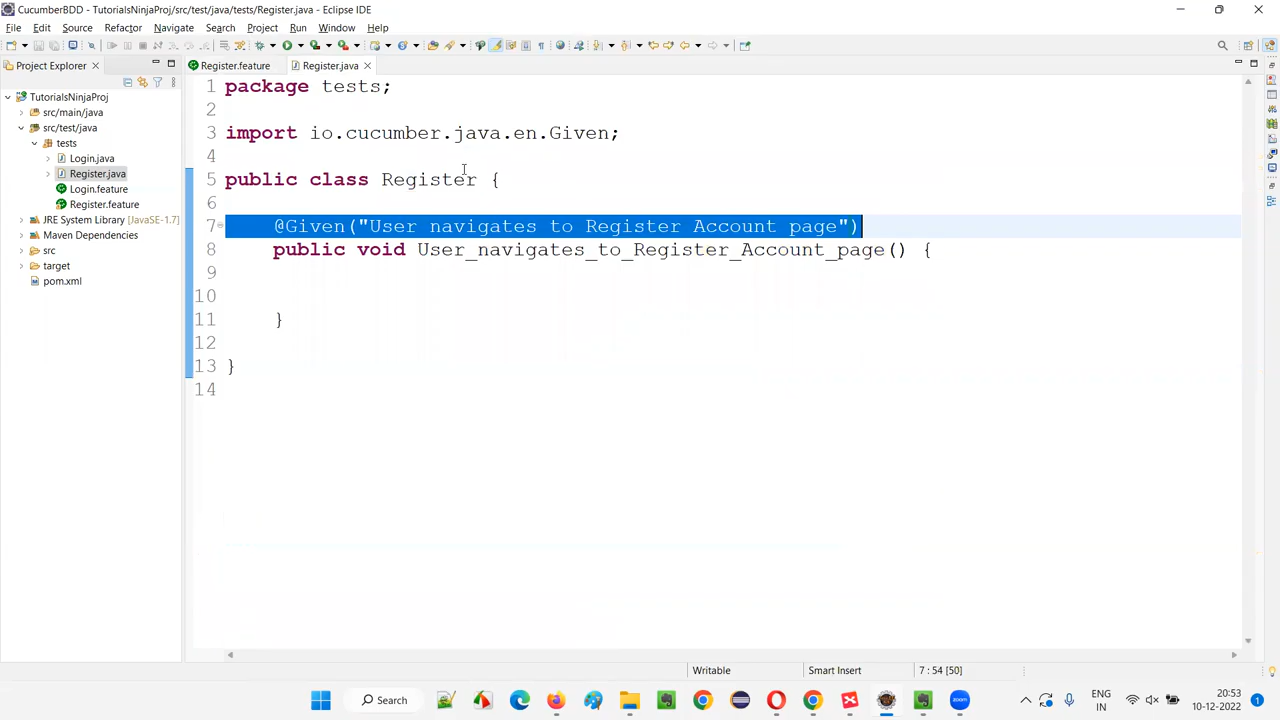 CucumberBDD - TutorialsNinjaProj/src/test/java/tests/Register.java - Eclipse IDE
File Edit Source Refactor Navigate Search Project Run Window Help
Project Explorer
Register.feature
Register.java
TutorialsNinjaProj
src/main/java
src/test/java
tests
Login.java
Register.java
Login.feature
Register.feature
JRE System Library [JavaSE-1.7]
Maven Dependencies
src
target
pom.xml
1 package tests;
2
3 import io.cucumber.java.en.Given;
4
5 public class Register {
6
7 @Given("User navigates to Register Account page")
8 public void User_navigates_to_Register_Account_page() {
9
10
11 }
12
13 }
14
Writable Smart Insert 7 : 54 [50]
Search
ENG
IN
20:53
10-12-2022
1